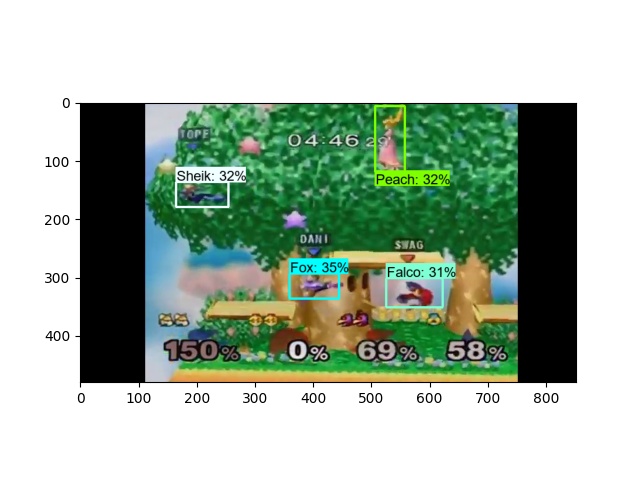 0
100
200
300
400
0 100 200 300 400 500 600 700 800
04:46 29
Sheik: 32%
Peach: 32%
DANI
SWAG
Fox: 35%
Falco: 31%
150% 0% 69% 58%